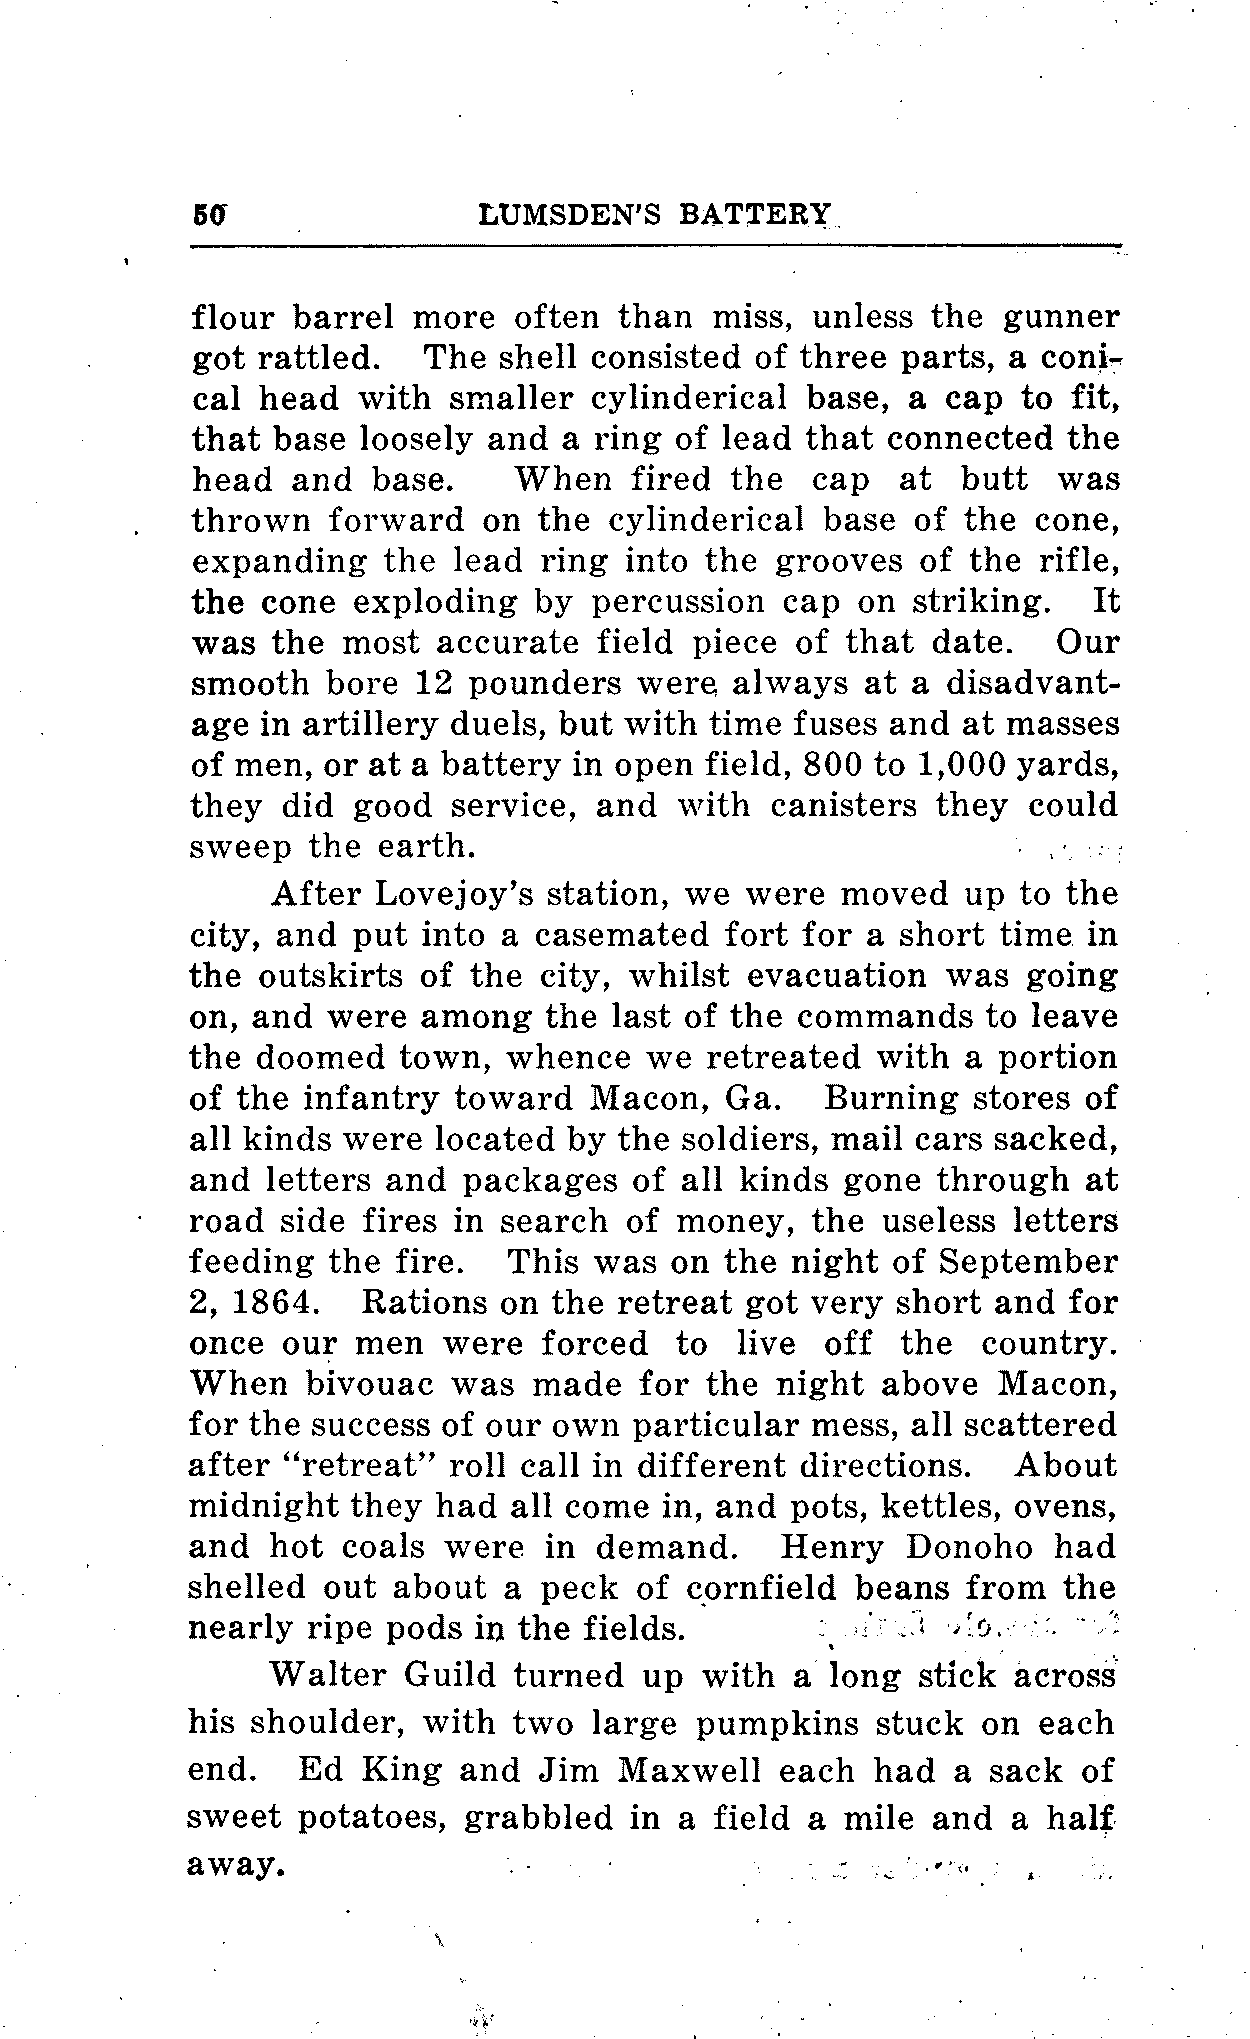 50 LUMSDEN'S BATTERY
flour barrel more often than miss, unless the gunner
got rattled. The shell consisted of three parts, a coni-
cal head with smaller cylinderical base, a cap to fit,
that base loosely and a ring of lead that connected the
head and base. When fired the cap at butt was
thrown forward on the cylinderical base of the cone,
expanding the lead ring into the grooves of the rifle,
the cone exploding by percussion cap on striking. It
was the most accurate field piece of that date. Our
smooth bore 12 pounders were always at a disadvant-
age in artillery duels, but with time fuses and at masses
of men, or at a battery in open field, 800 to 1,000 yards,
they did good service, and with canisters they could
sweep the earth.
After Lovejoy's station, we were moved up to the
city, and put into a casemated fort for a short time in
the outskirts of the city, whilst evacuation was going
on, and were among the last of the commands to leave
the doomed town, whence we retreated with a portion
of the infantry toward Macon, Ga. Burning stores of
all kinds were located by the soldiers, mail cars sacked,
and letters and packages of all kinds gone through at
road side fires in search of money, the useless letters
feeding the fire. This was on the night of September
2, 1864. Rations on the retreat got very short and for
once our men were forced to live off the country.
When bivouac was made for the night above Macon,
for the success of our own particular mess, all scattered
after “retreat” roll call in different directions. About
midnight they had all come in, and pots, kettles, ovens,
and hot coals were in demand. Henry Donoho had
shelled out about a peck of cornfield beans from the
nearly ripe pods in the fields.
Walter Guild turned up with a long stick across
his shoulder, with two large pumpkins stuck on each
end. Ed King and Jim Maxwell each had a sack of
sweet potatoes, grabbled in a field a mile and a half
away.